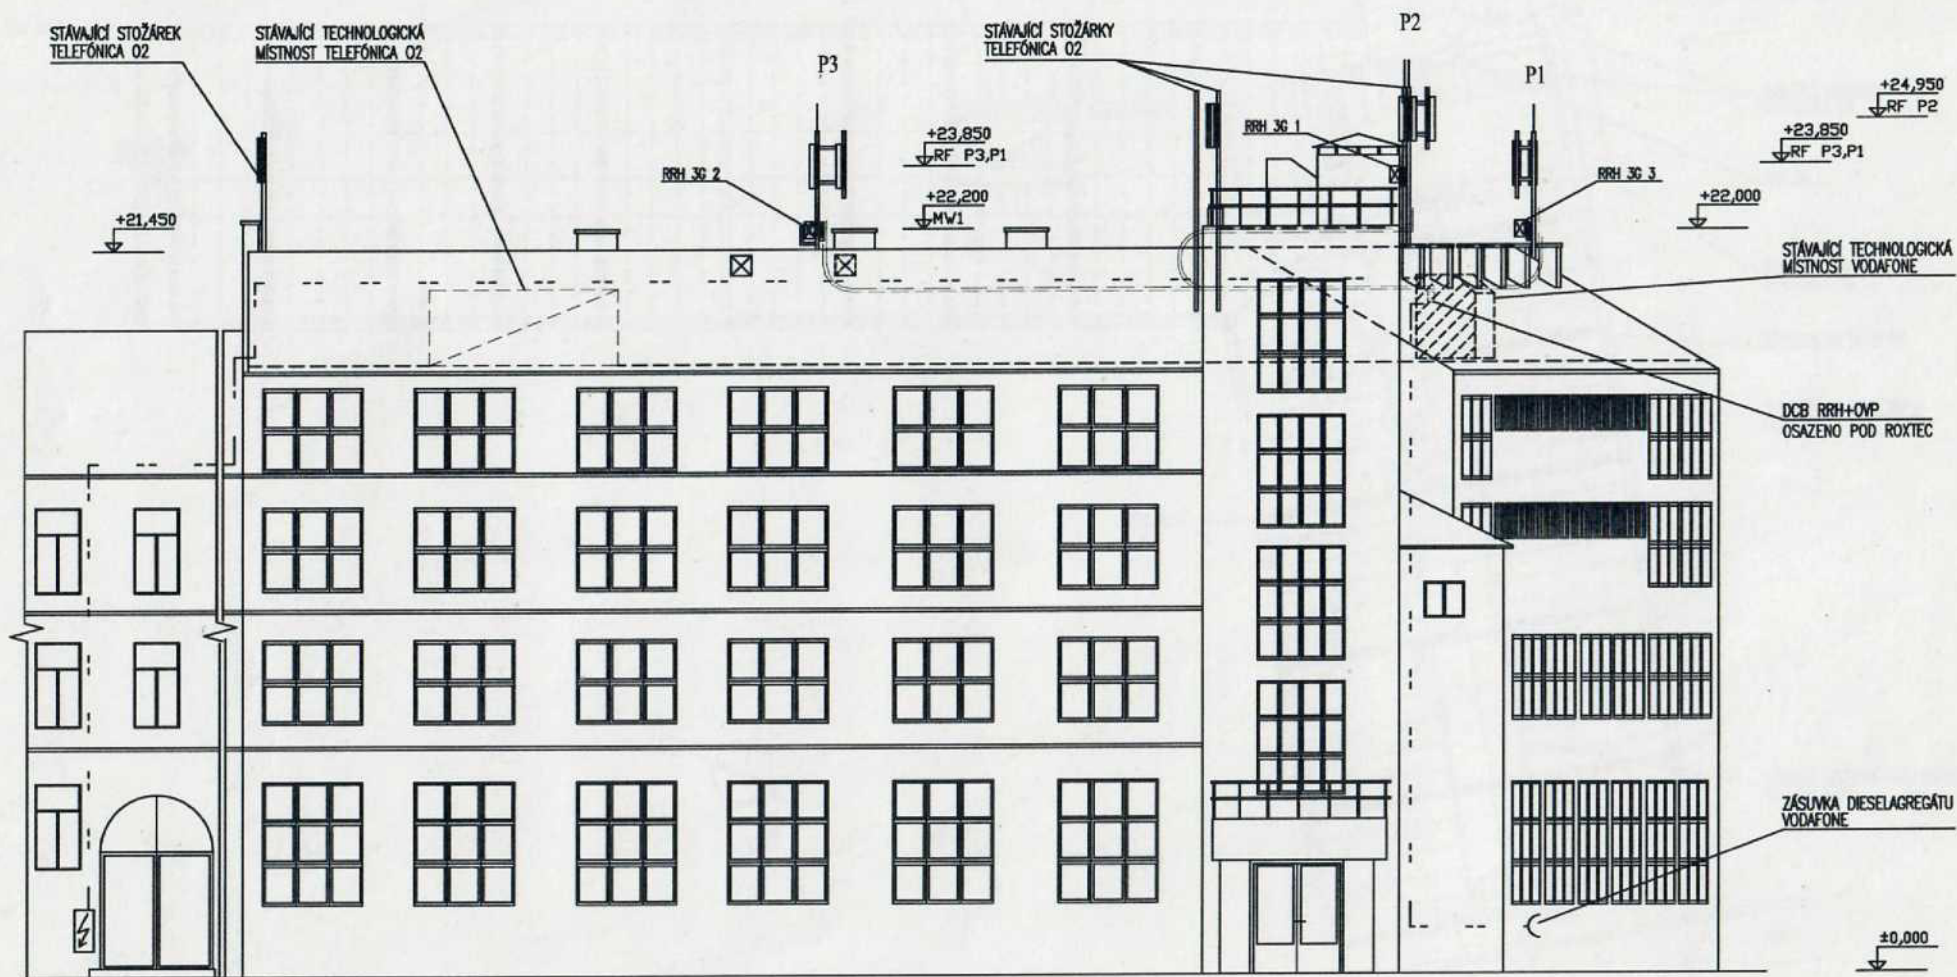 STÁVAJÍCÍ STOŽÁREK
TELEFÓNICA O2
STÁVAJÍCÍ TECHNOLOGICKÁ
MÍSTNOST TELEFÓNICA O2
P3
STÁVAJÍCÍ STOŽÁRKY
TELEFÓNICA O2
P2
P1
+24,950
RF P2
+23,850
RF P3,P1
+23,850
RF P3,P1
RRH 3G 1
RRH 3G 2
RRH 3G 3
+22,200
MW1
+22,000
+21,450
STÁVAJÍCÍ TECHNOLOGICKÁ
MÍSTNOST VODAFONE
DCB RRH+OVP
OSAZENO POD ROXTEC
ZÁSUVKA DIESELAGREGÁTU
VODAFONE
±0,000